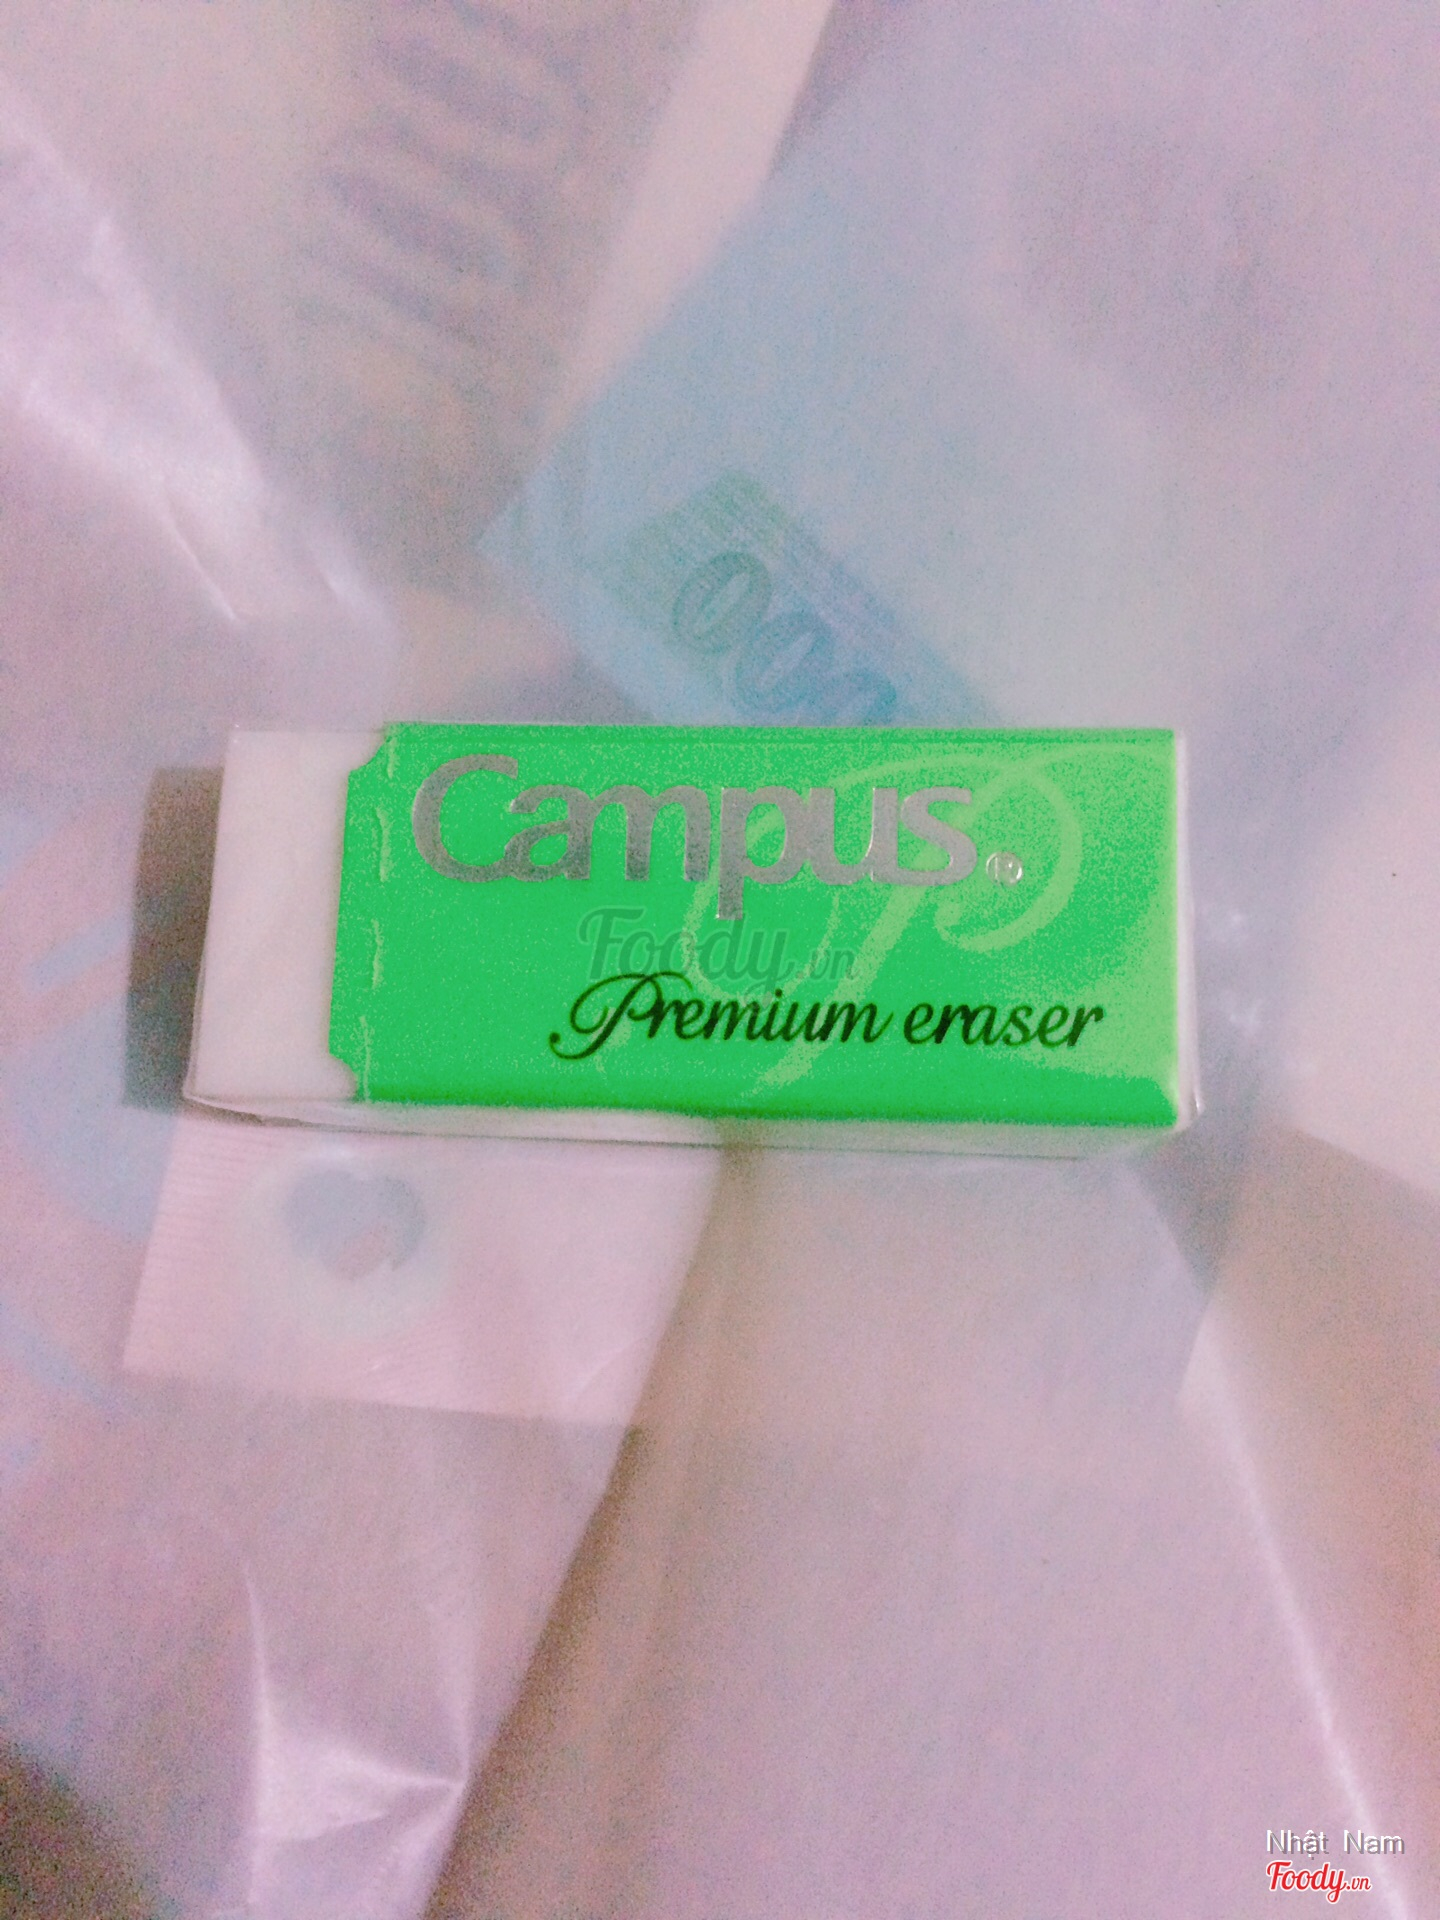 Campus®
Foody.vn
Premium eraser
Nhật Nam
Foody.vn